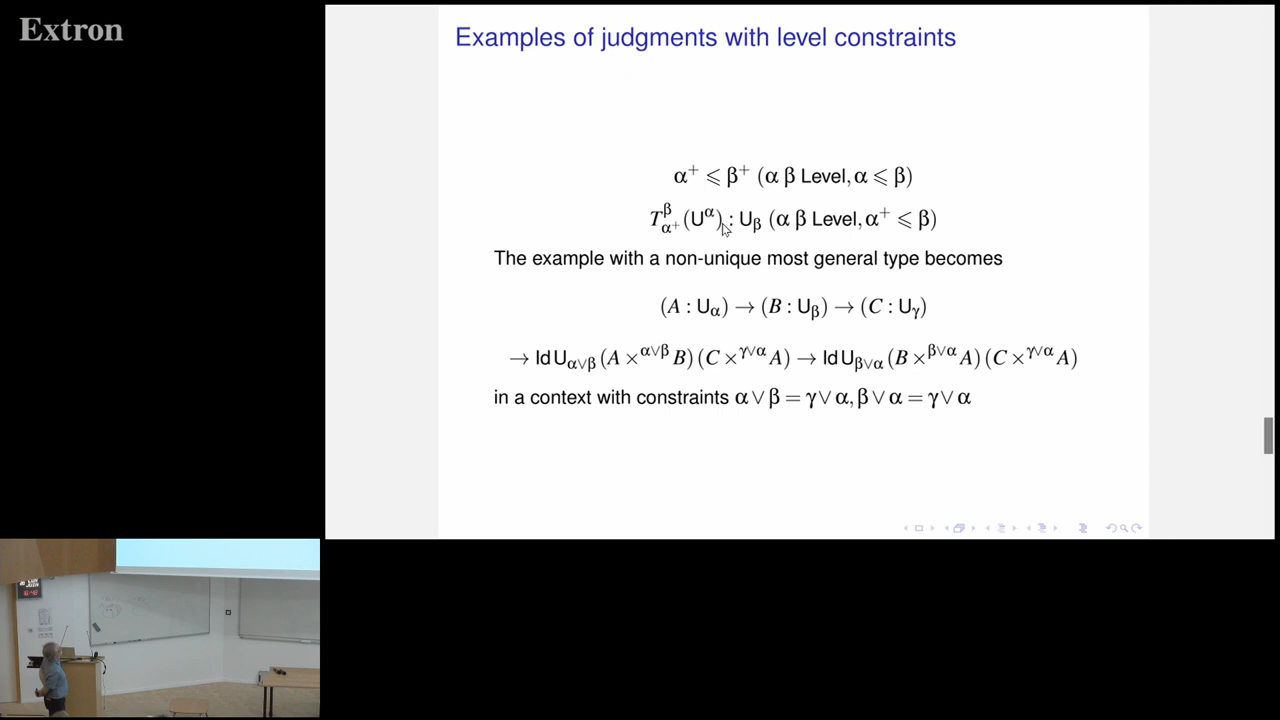 Extron
Examples of judgments with level constraints
α⁺ ⩽ β⁺ (α β Level, α ⩽ β)
T_{α⁺}^{β}(U^α) : U_β (α β Level, α⁺ ⩽ β)
The example with a non-unique most general type becomes
(A : U_α) → (B : U_β) → (C : U_γ)
→ Id U_{α∨β} (A ×^{α∨β} B) (C ×^{γ∨α} A) → Id U_{β∨α} (B ×^{β∨α} A) (C ×^{γ∨α} A)
in a context with constraints α ∨ β = γ ∨ α, β ∨ α = γ ∨ α